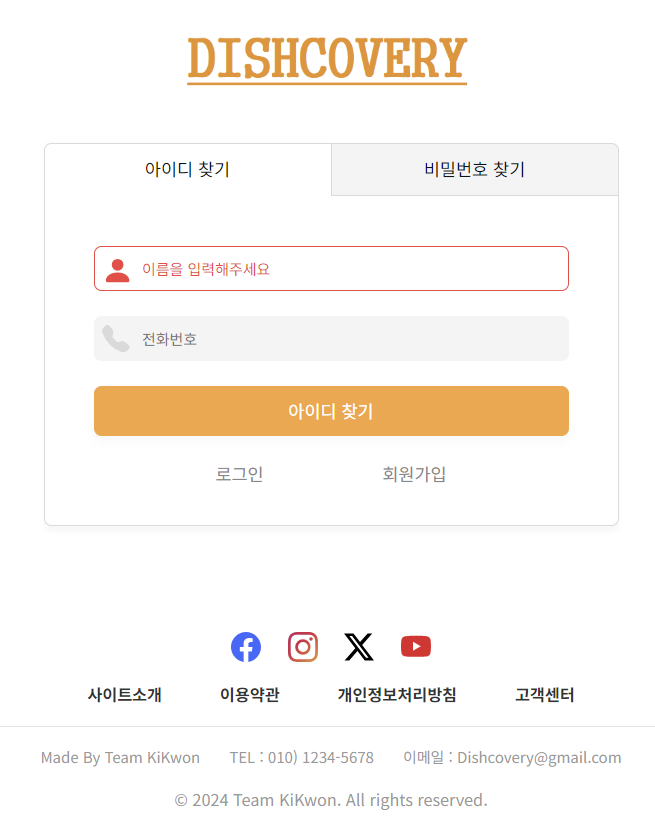 DISHCOVERY
아이디 찾기 비밀번호 찾기
이름을 입력해주세요
전화번호
아이디 찾기
로그인 회원가입
사이트소개 이용약관 개인정보처리방침 고객센터
Made By Team KiKwon TEL : 010) 1234-5678 이메일 : Dishcovery@gmail.com
© 2024 Team KiKwon. All rights reserved.